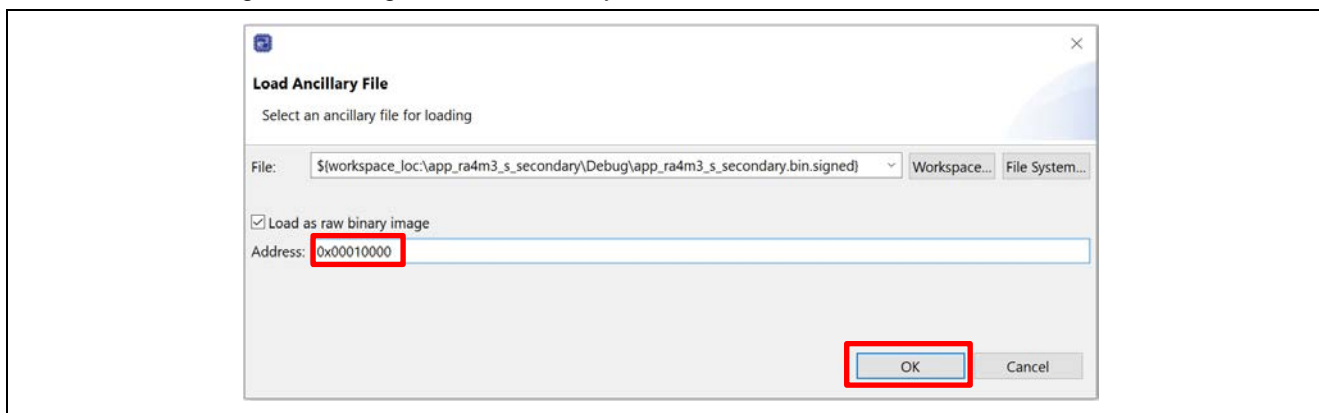 Load Ancillary File
Select an ancillary file for loading
File: ${workspace_loc:\app_ra4m3_s_secondary\Debug\app_ra4m3_s_secondary.bin.signed} Workspace... File System...
Load as raw binary image
Address: 0x00010000
OK Cancel